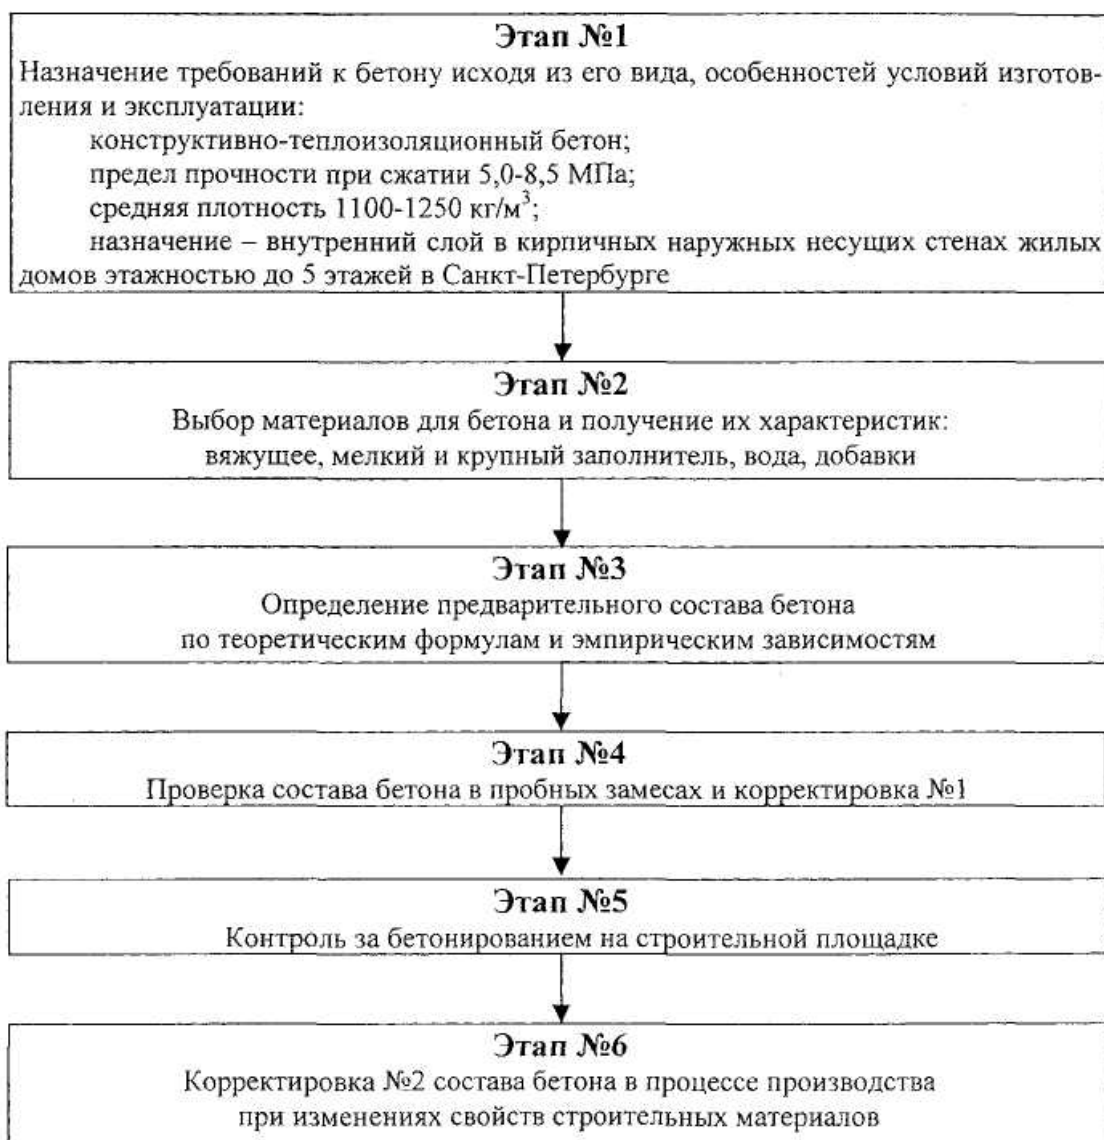 Этап №1
Назначение требований к бетону исходя из его вида, особенностей условий изготов-
ления и эксплуатации:
конструктивно-теплоизоляционный бетон;
предел прочности при сжатии 5,0-8,5 МПа;
средняя плотность 1100-1250 кг/м³;
назначение – внутренний слой в кирпичных наружных несущих стенах жилых
домов этажностью до 5 этажей в Санкт-Петербурге
Этап №2
Выбор материалов для бетона и получение их характеристик:
вяжущее, мелкий и крупный заполнитель, вода, добавки
Этап №3
Определение предварительного состава бетона
по теоретическим формулам и эмпирическим зависимостям
Этап №4
Проверка состава бетона в пробных замесах и корректировка №1
Этап №5
Контроль за бетонированием на строительной площадке
Этап №6
Корректировка №2 состава бетона в процессе производства
при изменениях свойств строительных материалов